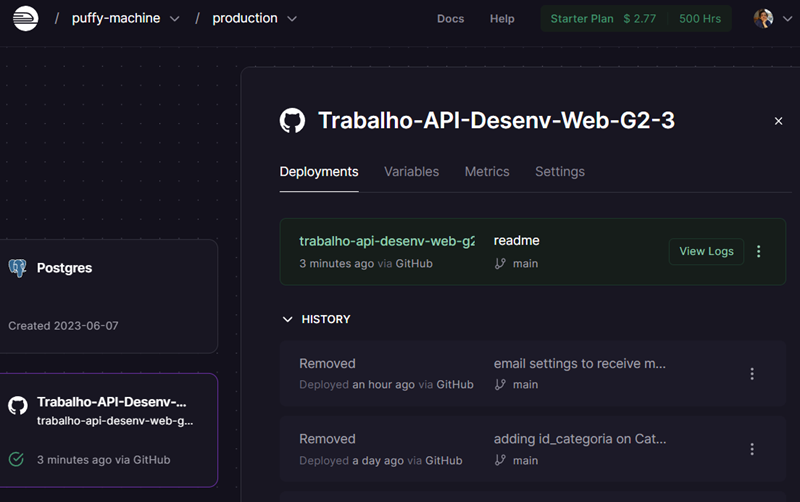 / puffy-machine / production Docs Help Starter Plan $ 2.77 500 Hrs
Trabalho-API-Desenv-Web-G2-3
Deployments Variables Metrics Settings
trabalho-api-desenv-web-g2 readme
3 minutes ago via GitHub main
View Logs
HISTORY
Removed email settings to receive m...
Deployed an hour ago via GitHub main
Removed adding id_categoria on Cat...
Deployed a day ago via GitHub main
Postgres
Created 2023-06-07
Trabalho-API-Desenv-...
trabalho-api-desenv-web-g...
3 minutes ago via GitHub